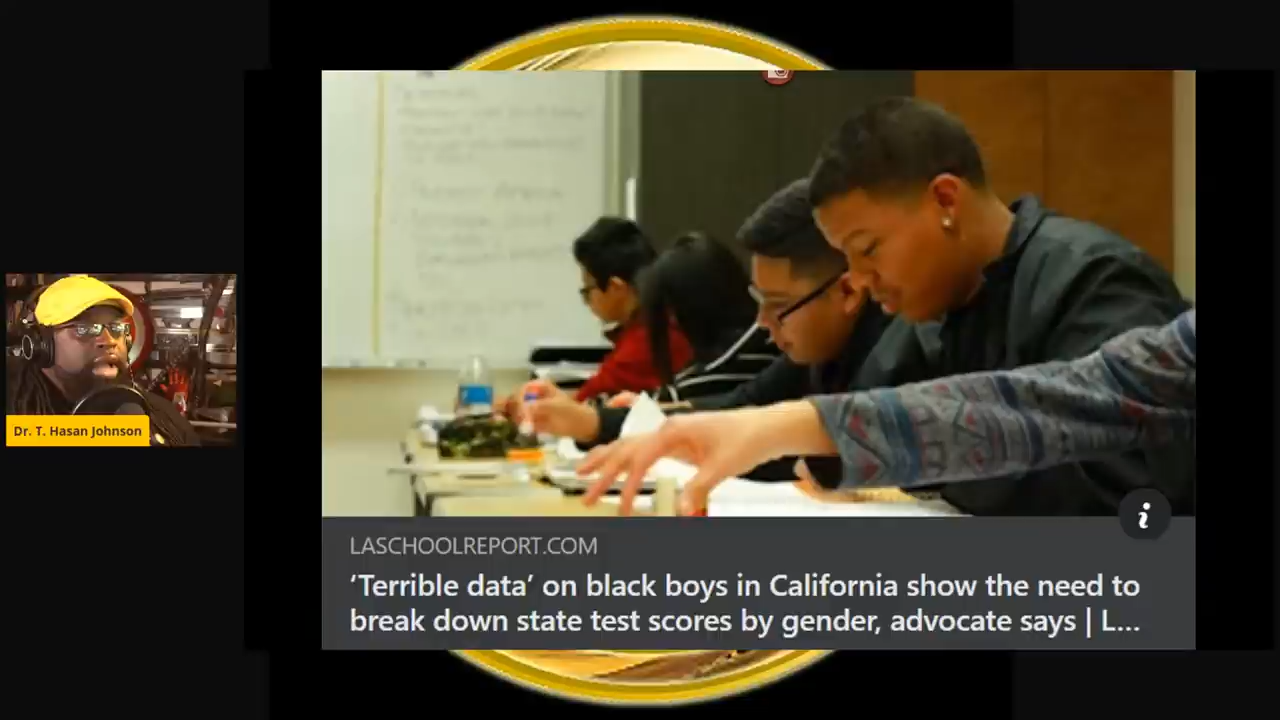 Dr. T. Hasan Johnson
LASCHOOLREPORT.COM
‘Terrible data’ on black boys in California show the need to
break down state test scores by gender, advocate says | L...